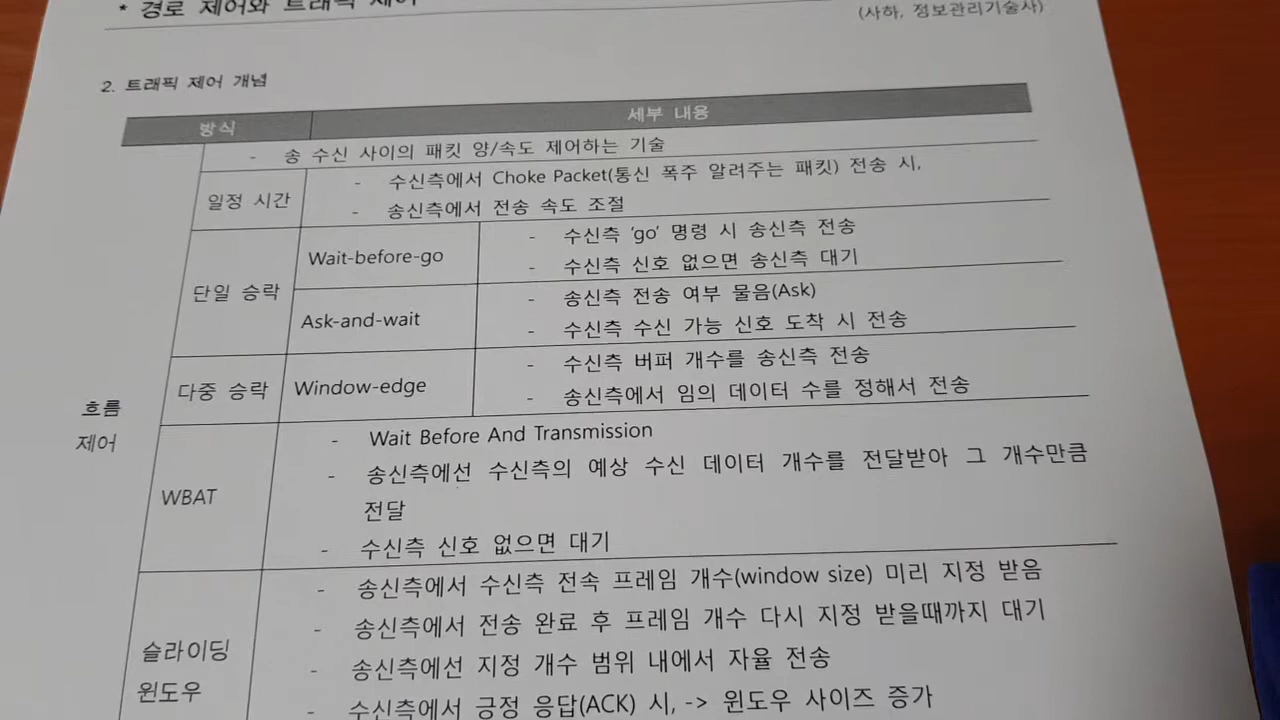 * 경로 제어와 트래픽 제어
(사하, 정보관리기술사)
2. 트래픽 제어 개념
방식 세부 내용
- 송 수신 사이의 패킷 양/속도 제어하는 기술
일정 시간
- 수신측에서 Choke Packet(통신 폭주 알려주는 패킷) 전송 시,
- 송신측에서 전송 속도 조절
단일 승락
Wait-before-go
- 수신측 'go' 명령 시 송신측 전송
- 수신측 신호 없으면 송신측 대기
Ask-and-wait
- 송신측 전송 여부 물음(Ask)
- 수신측 수신 가능 신호 도착 시 전송
다중 승락
Window-edge
- 수신측 버퍼 개수를 송신측 전송
- 송신측에서 임의 데이터 수를 정해서 전송
흐름
제어
WBAT
- Wait Before And Transmission
- 송신측에선 수신측의 예상 수신 데이터 개수를 전달받아 그 개수만큼
전달
- 수신측 신호 없으면 대기
슬라이딩
윈도우
- 송신측에서 수신측 전속 프레임 개수(window size) 미리 지정 받음
- 송신측에서 전송 완료 후 프레임 개수 다시 지정 받을때까지 대기
- 송신측에선 지정 개수 범위 내에서 자율 전송
- 수신측에서 긍정 응답(ACK) 시, -> 윈도우 사이즈 증가